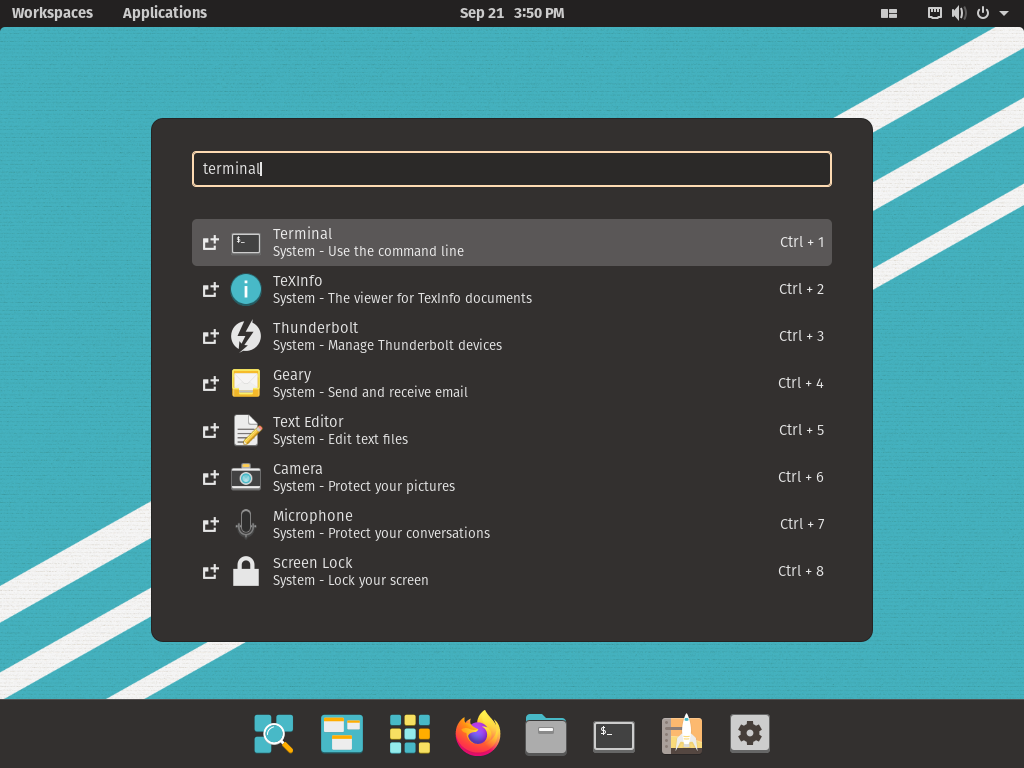 Workspaces Applications Sep 21 3:50 PM
terminal
Terminal
System - Use the command line
Ctrl + 1
TeXInfo
System - The viewer for TexInfo documents
Ctrl + 2
Thunderbolt
System - Manage Thunderbolt devices
Ctrl + 3
Geary
System - Send and receive email
Ctrl + 4
Text Editor
System - Edit text files
Ctrl + 5
Camera
System - Protect your pictures
Ctrl + 6
Microphone
System - Protect your conversations
Ctrl + 7
Screen Lock
System - Lock your screen
Ctrl + 8